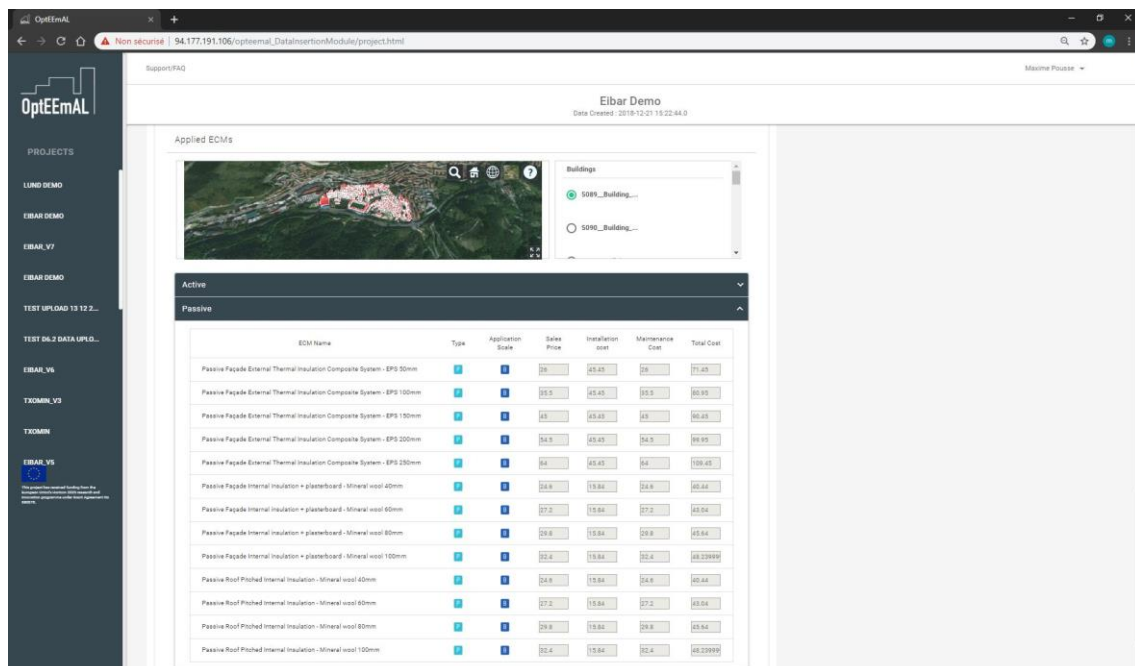 OptEEmAL
Non sécurisé | 94.177.191.106/opteemal_DataInsertionModule/project.html
OptEEmAL
PROJECTS
LUND DEMO
EIBAR DEMO
EIBAR_V7
EIBAR DEMO
TEST UPLOAD 13 12 2...
TEST D6.2 DATA UPLO...
EIBAR_V6
TXOMIN_V3
TXOMIN
EIBAR_V5
Support/FAQ
Maxime Pousse
Eibar Demo
Date Created : 2018-12-21 15:22:44.0
Applied ECMs
Buildings
5089__Building_...
5090__Building_...
Active
Passive
ECM Name Type Application Scale Sales Price Installation cost Maintenance Cost Total Cost
Passive Façade External Thermal Insulation Composite System - EPS 50mm P B 26 45.45 26 71.45
Passive Façade External Thermal Insulation Composite System - EPS 100mm P B 35.5 45.45 35.5 80.95
Passive Façade External Thermal Insulation Composite System - EPS 150mm P B 45 45.45 45 90.45
Passive Façade External Thermal Insulation Composite System - EPS 200mm P B 54.5 45.45 54.5 99.95
Passive Façade External Thermal Insulation Composite System - EPS 250mm P B 64 45.45 64 109.45
Passive Façade Internal Insulation + plasterboard - Mineral wool 40mm P B 24.6 15.84 24.6 40.44
Passive Façade Internal Insulation + plasterboard - Mineral wool 60mm P B 27.2 15.84 27.2 43.04
Passive Façade Internal Insulation + plasterboard - Mineral wool 80mm P B 29.8 15.84 29.8 45.64
Passive Façade Internal Insulation + plasterboard - Mineral wool 100mm P B 32.4 15.84 32.4 48.23999
Passive Roof Pitched Internal Insulation - Mineral wool 40mm P B 24.6 15.84 24.6 40.44
Passive Roof Pitched Internal Insulation - Mineral wool 60mm P B 27.2 15.84 27.2 43.04
Passive Roof Pitched Internal Insulation - Mineral wool 80mm P B 29.8 15.84 29.8 45.64
Passive Roof Pitched Internal Insulation - Mineral wool 100mm P B 32.4 15.84 32.4 48.23999